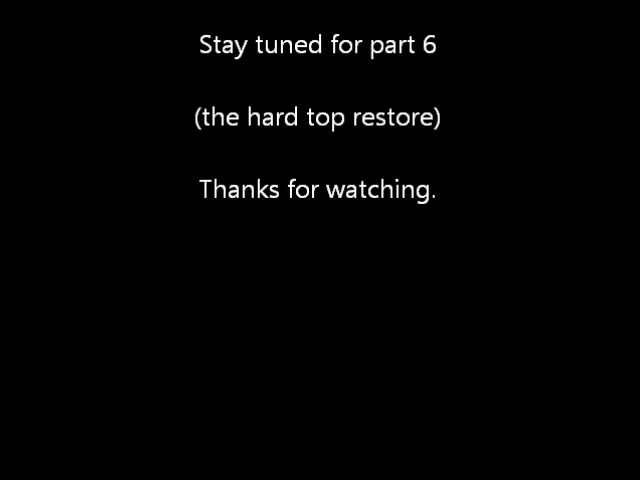 Stay tuned for part 6
(the hard top restore)
Thanks for watching.